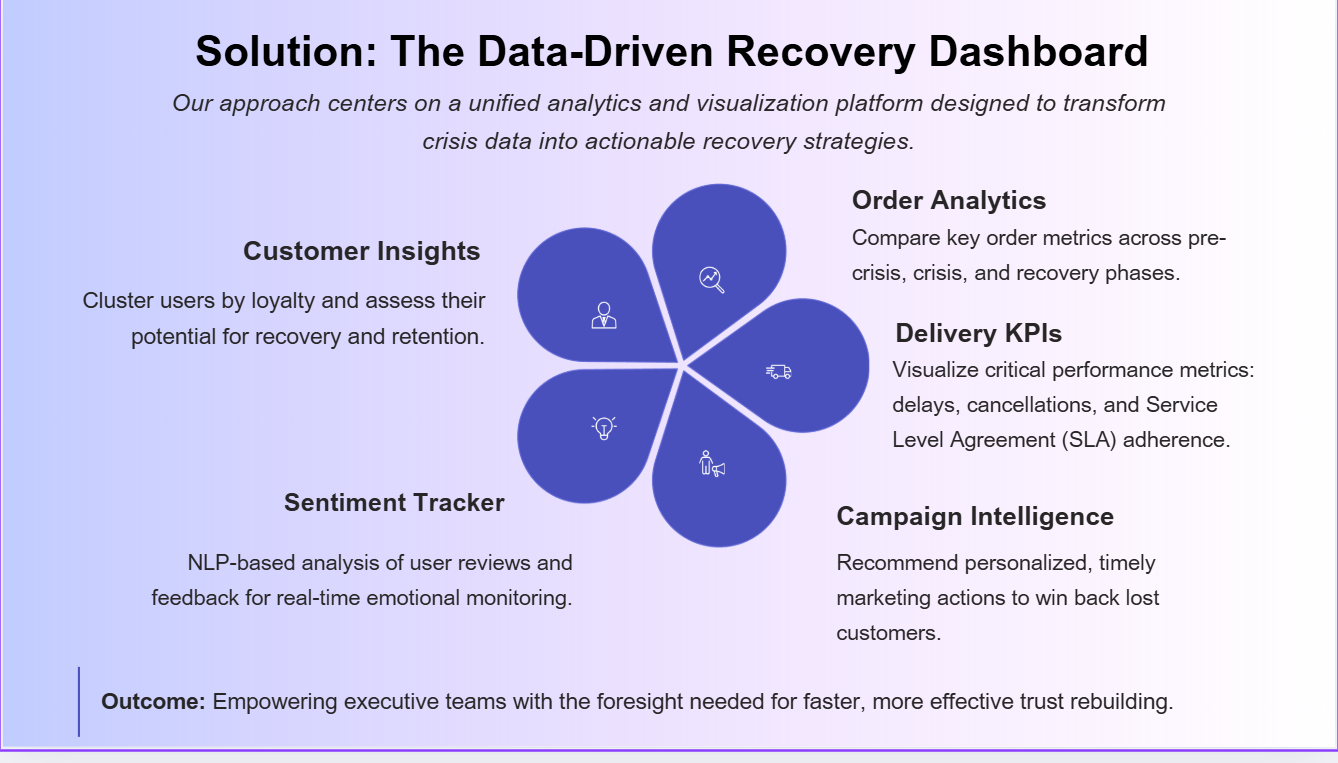 Solution: The Data-Driven Recovery Dashboard
Our approach centers on a unified analytics and visualization platform designed to transform
crisis data into actionable recovery strategies.
Customer Insights
Cluster users by loyalty and assess their
potential for recovery and retention.
Order Analytics
Compare key order metrics across pre-
crisis, crisis, and recovery phases.
Delivery KPIs
Visualize critical performance metrics:
delays, cancellations, and Service
Level Agreement (SLA) adherence.
Sentiment Tracker
NLP-based analysis of user reviews and
feedback for real-time emotional monitoring.
Campaign Intelligence
Recommend personalized, timely
marketing actions to win back lost
customers.
Outcome: Empowering executive teams with the foresight needed for faster, more effective trust rebuilding.